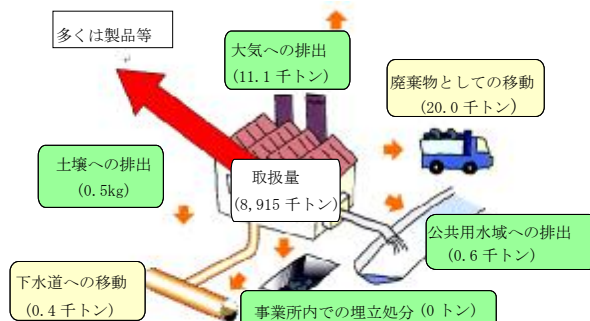 多くは製品等
大気への排出
(11.1 千トン)
廃棄物としての移動
(20.0 千トン)
土壌への排出
(0.5kg)
取扱量
(8,915 千トン)
公共用水域への排出
(0.6 千トン)
下水道への移動
(0.4 千トン)
事業所内での埋立処分 (0 トン)